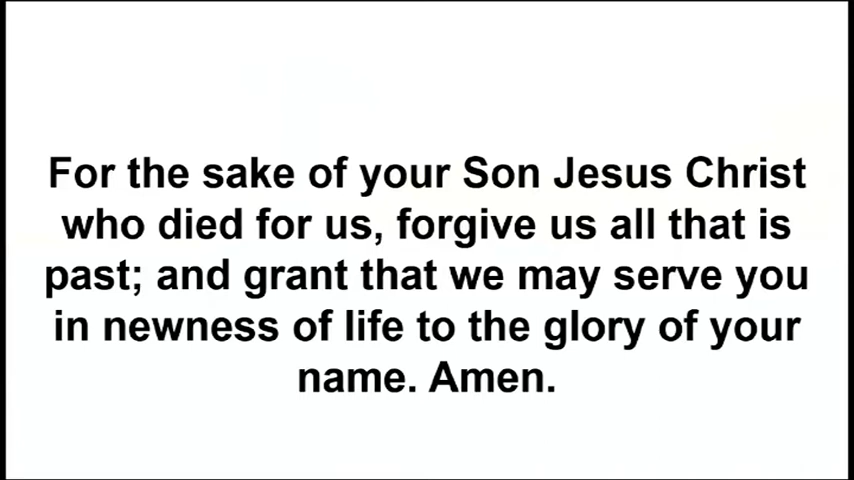 For the sake of your Son Jesus Christ
who died for us, forgive us all that is
past; and grant that we may serve you
in newness of life to the glory of your
name. Amen.